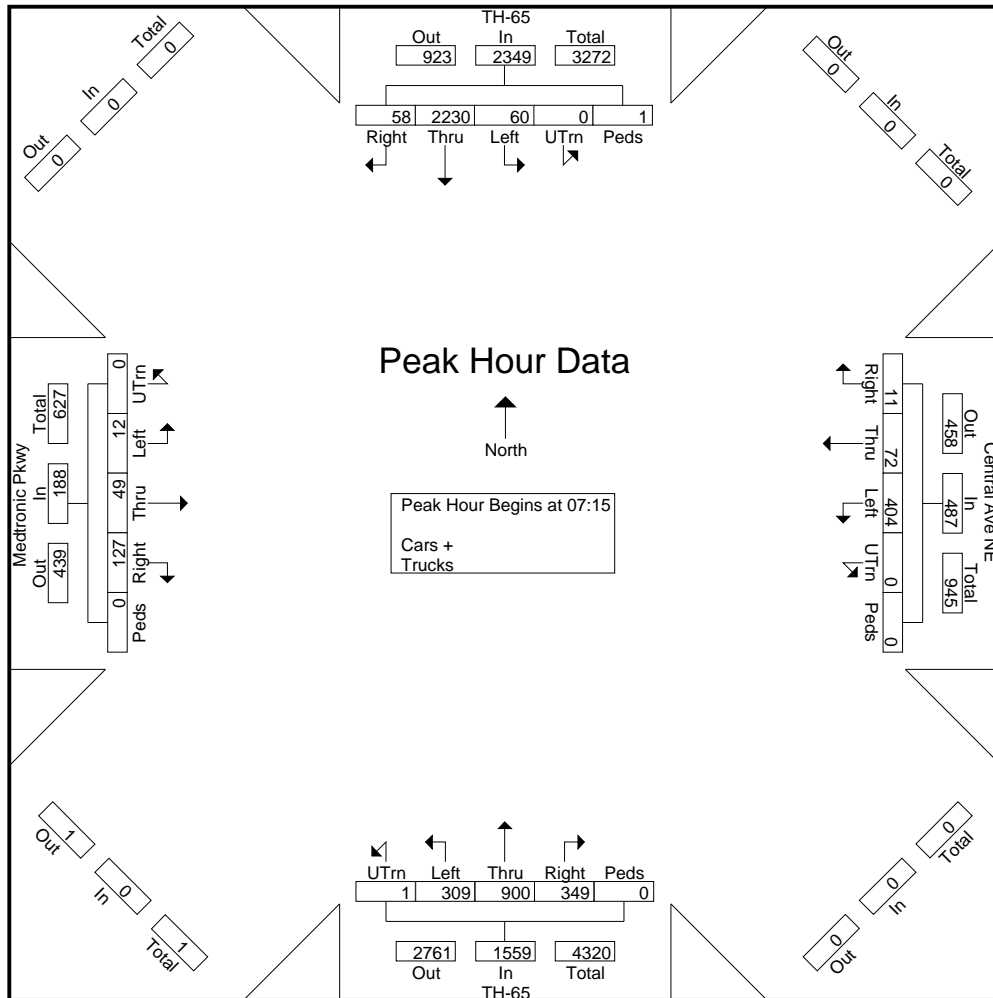 TH-65
Out In Total
923 2349 3272
58 2230 60 0 1
Right Thru Left UTrn Peds
Total
0
In
0
Out
0
Out
0
In
0
Total
0
Peak Hour Data
North
Peak Hour Begins at 07:15
Cars +
Trucks
Medtronic Pkwy
Total In Out
627 188 439
0 12 49 127 0
UTrn Left Thru Right Peds
Right Thru Left UTrn Peds
11 72 404 0 0
Out In Total
458 487 945
Central Ave NE
1
Out
0
In
1
Total
0
Total
0
In
0
Out
UTrn Left Thru Right Peds
1 309 900 349 0
2761 1559 4320
Out In Total
TH-65